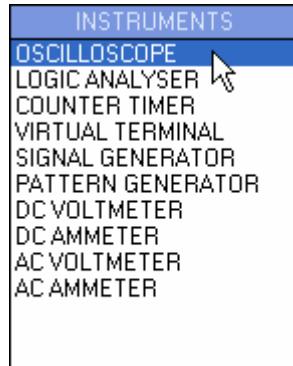 INSTRUMENTS
OSCILLOSCOPE
LOGIC ANALYSER
COUNTER TIMER
VIRTUAL TERMINAL
SIGNAL GENERATOR
PATTERN GENERATOR
DC VOLTMETER
DC AMMETER
AC VOLTMETER
AC AMMETER